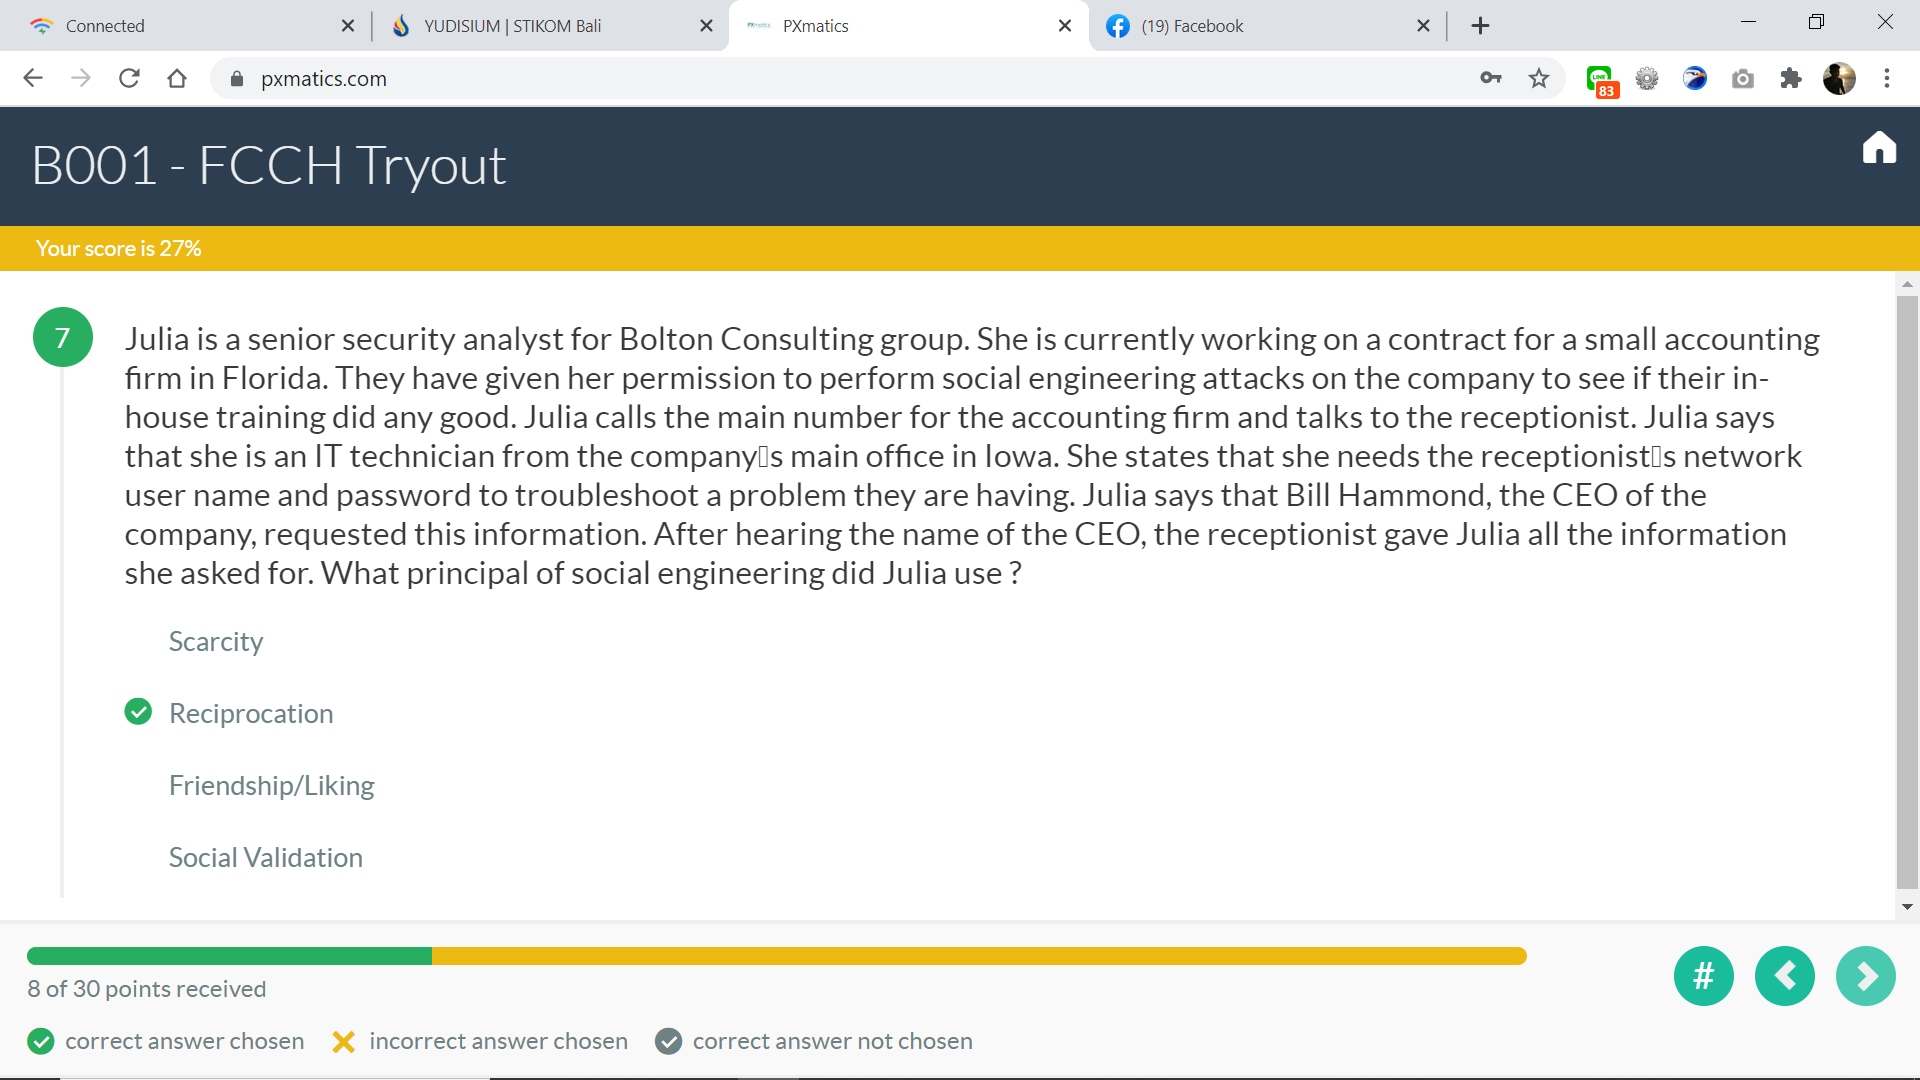 Connected
YUDISIUM | STIKOM Bali
PXmatics
(19) Facebook
pxmatics.com
83
B001 - FCCH Tryout
Your score is 27%
7
Julia is a senior security analyst for Bolton Consulting group. She is currently working on a contract for a small accounting
firm in Florida. They have given her permission to perform social engineering attacks on the company to see if their in-
house training did any good. Julia calls the main number for the accounting firm and talks to the receptionist. Julia says
that she is an IT technician from the company▯s main office in Iowa. She states that she needs the receptionist▯s network
user name and password to troubleshoot a problem they are having. Julia says that Bill Hammond, the CEO of the
company, requested this information. After hearing the name of the CEO, the receptionist gave Julia all the information
she asked for. What principal of social engineering did Julia use ?
Scarcity
Reciprocation
Friendship/Liking
Social Validation
8 of 30 points received
#
correct answer chosen
incorrect answer chosen
correct answer not chosen